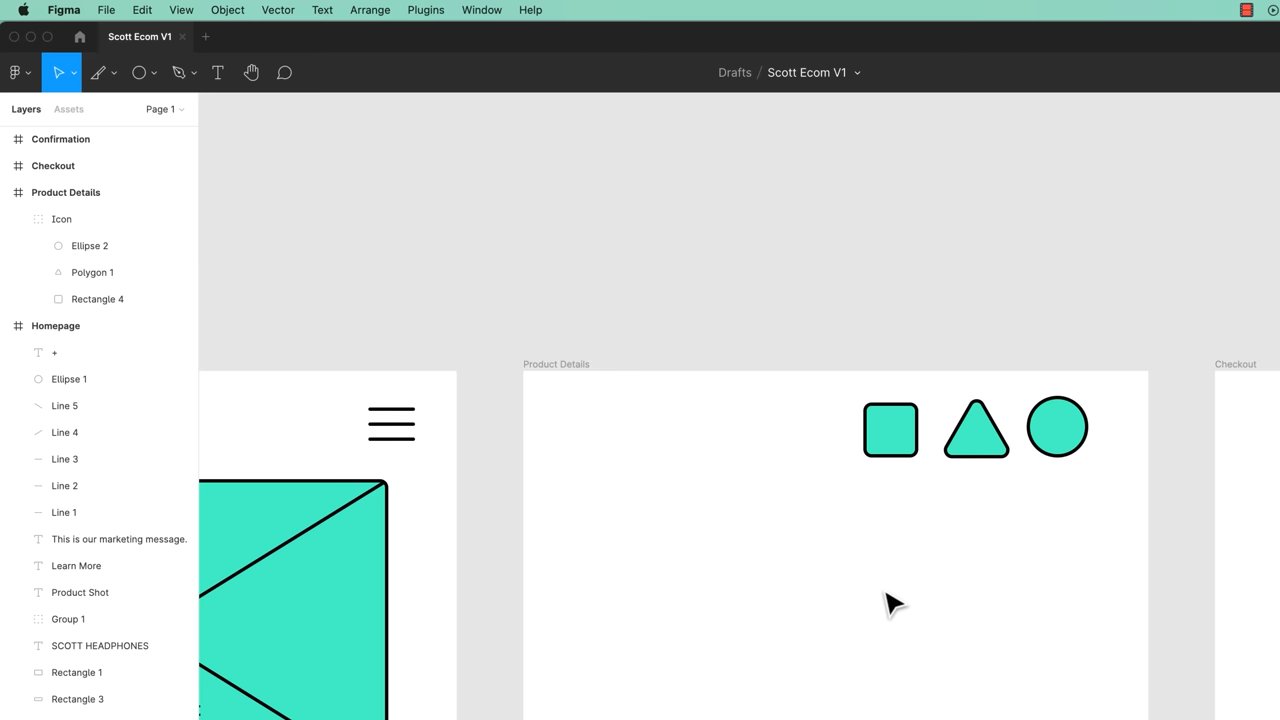 Figma File Edit View Object Vector Text Arrange Plugins Window Help
Scott Ecom V1
Drafts / Scott Ecom V1
Layers Assets Page 1
Confirmation
Checkout
Product Details
Icon
Ellipse 2
Polygon 1
Rectangle 4
Homepage
+
Ellipse 1
Line 5
Line 4
Line 3
Line 2
Line 1
This is our marketing message.
Learn More
Product Shot
Group 1
SCOTT HEADPHONES
Rectangle 1
Rectangle 3
Product Details
Checkout